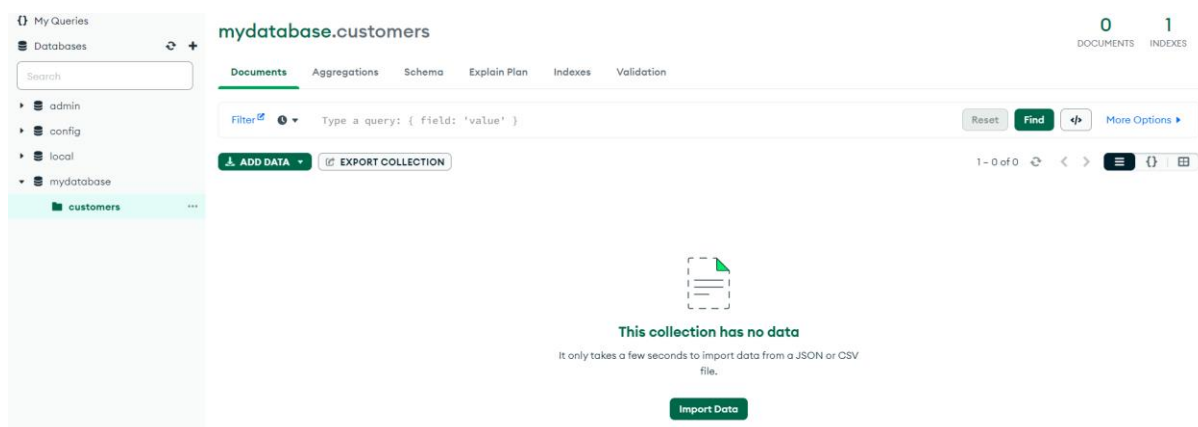 {} My Queries
Databases
Search
admin
config
local
mydatabase
customers
mydatabase.customers
0
DOCUMENTS
1
INDEXES
Documents Aggregations Schema Explain Plan Indexes Validation
Filter Type a query: { field: 'value' } Reset Find </> More Options
ADD DATA EXPORT COLLECTION 1 – 0 of 0 {}
This collection has no data
It only takes a few seconds to import data from a JSON or CSV
file.
Import Data